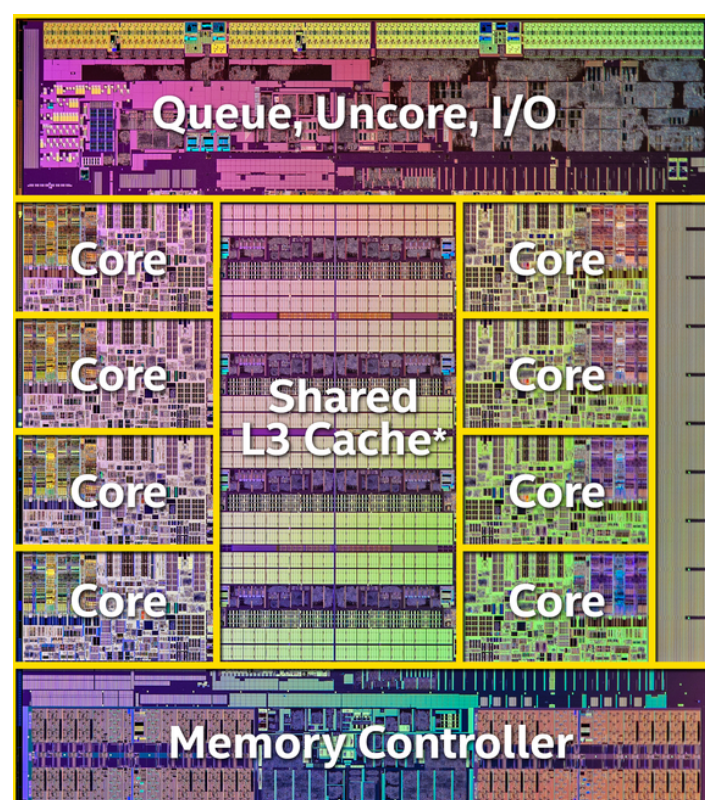 Queue, Uncore, I/O
Core
Core
Core
Core
Shared
L3 Cache*
Core
Core
Core
Core
Memory Controller